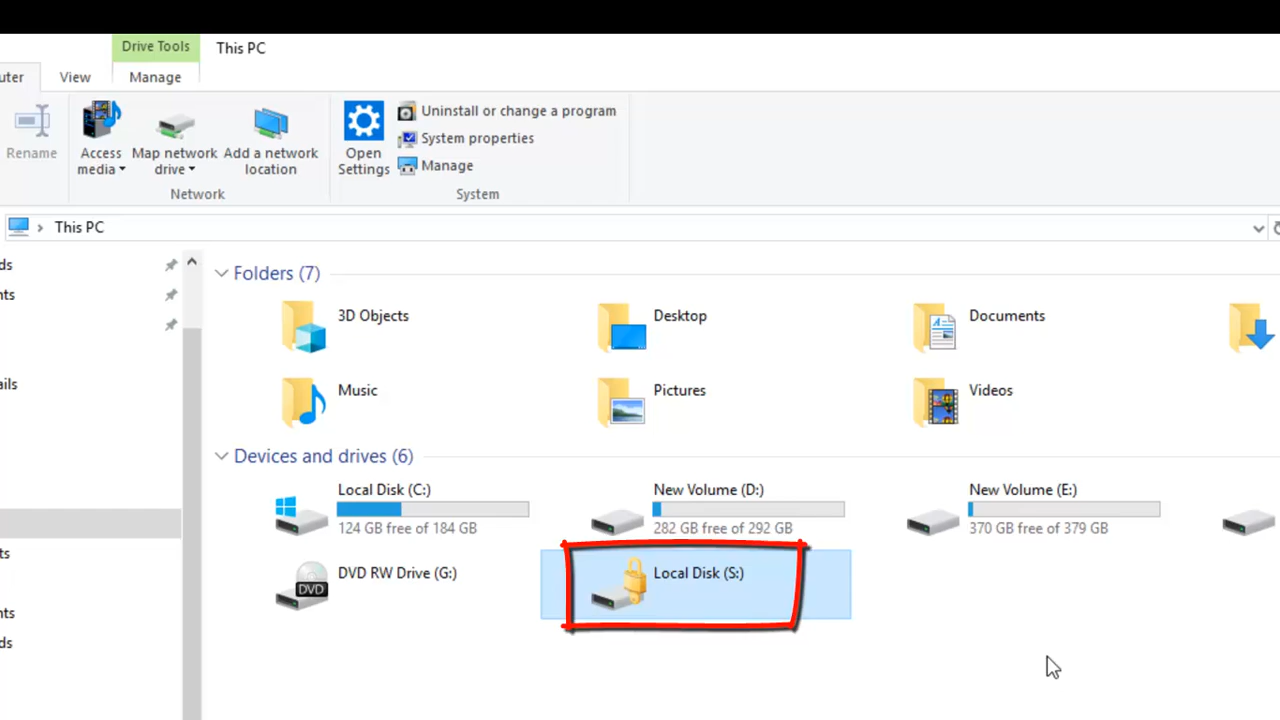 Drive Tools
This PC
uter
View
Manage
Rename
Access
media
Map network
drive
Add a network
location
Network
Open
Settings
Uninstall or change a program
System properties
Manage
System
This PC
ds
nts
ails
ts
nts
ds
Folders (7)
3D Objects
Desktop
Documents
Music
Pictures
Videos
Devices and drives (6)
Local Disk (C:)
124 GB free of 184 GB
New Volume (D:)
282 GB free of 292 GB
New Volume (E:)
370 GB free of 379 GB
DVD
DVD RW Drive (G:)
Local Disk (S:)